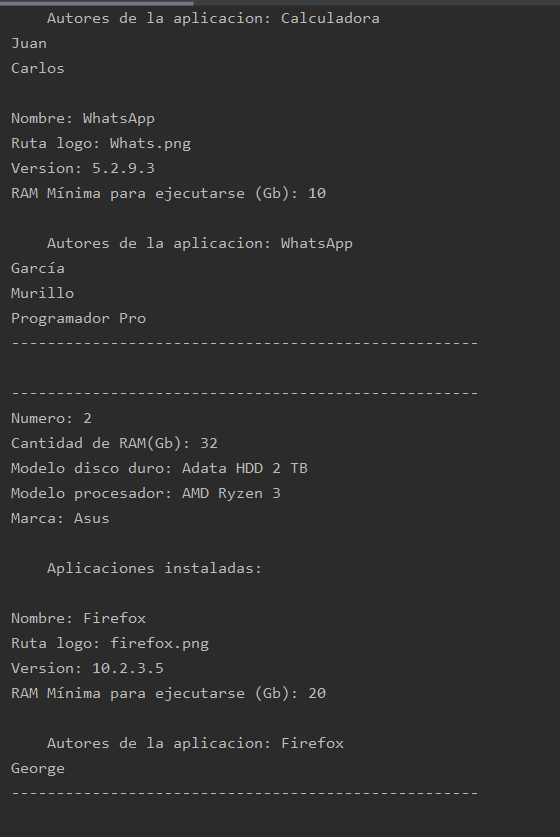 Autores de la aplicacion: Calculadora
Juan
Carlos
Nombre: WhatsApp
Ruta logo: Whats.png
Version: 5.2.9.3
RAM Mínima para ejecutarse (Gb): 10
Autores de la aplicacion: WhatsApp
García
Murillo
Programador Pro
----------------------------------------------------
----------------------------------------------------
Numero: 2
Cantidad de RAM(Gb): 32
Modelo disco duro: Adata HDD 2 TB
Modelo procesador: AMD Ryzen 3
Marca: Asus
Aplicaciones instaladas:
Nombre: Firefox
Ruta logo: firefox.png
Version: 10.2.3.5
RAM Mínima para ejecutarse (Gb): 20
Autores de la aplicacion: Firefox
George
----------------------------------------------------